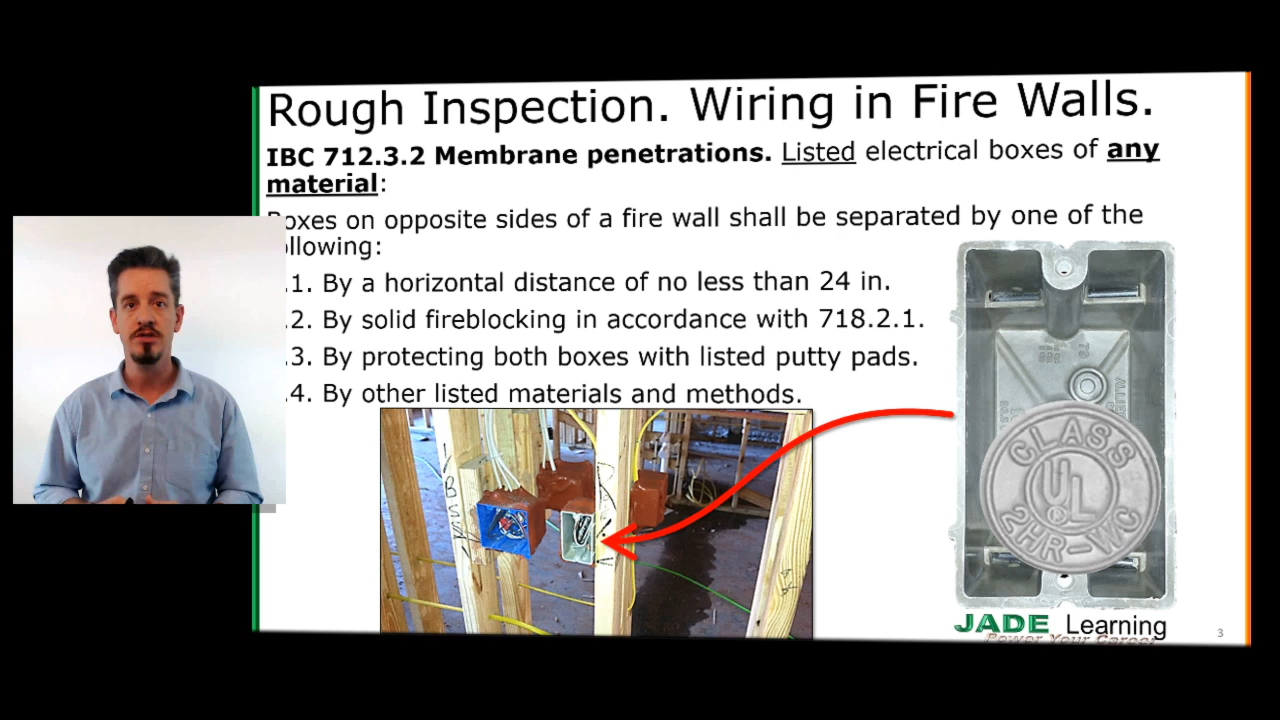 Rough Inspection. Wiring in Fire Walls.
IBC 712.3.2 Membrane penetrations. Listed electrical boxes of any
material:
Boxes on opposite sides of a fire wall shall be separated by one of the
following:
.1. By a horizontal distance of no less than 24 in.
.2. By solid fireblocking in accordance with 718.2.1.
.3. By protecting both boxes with listed putty pads.
.4. By other listed materials and methods.
CLASS
UL®
2HR-WC
JADE Learning
Power Your Career
3